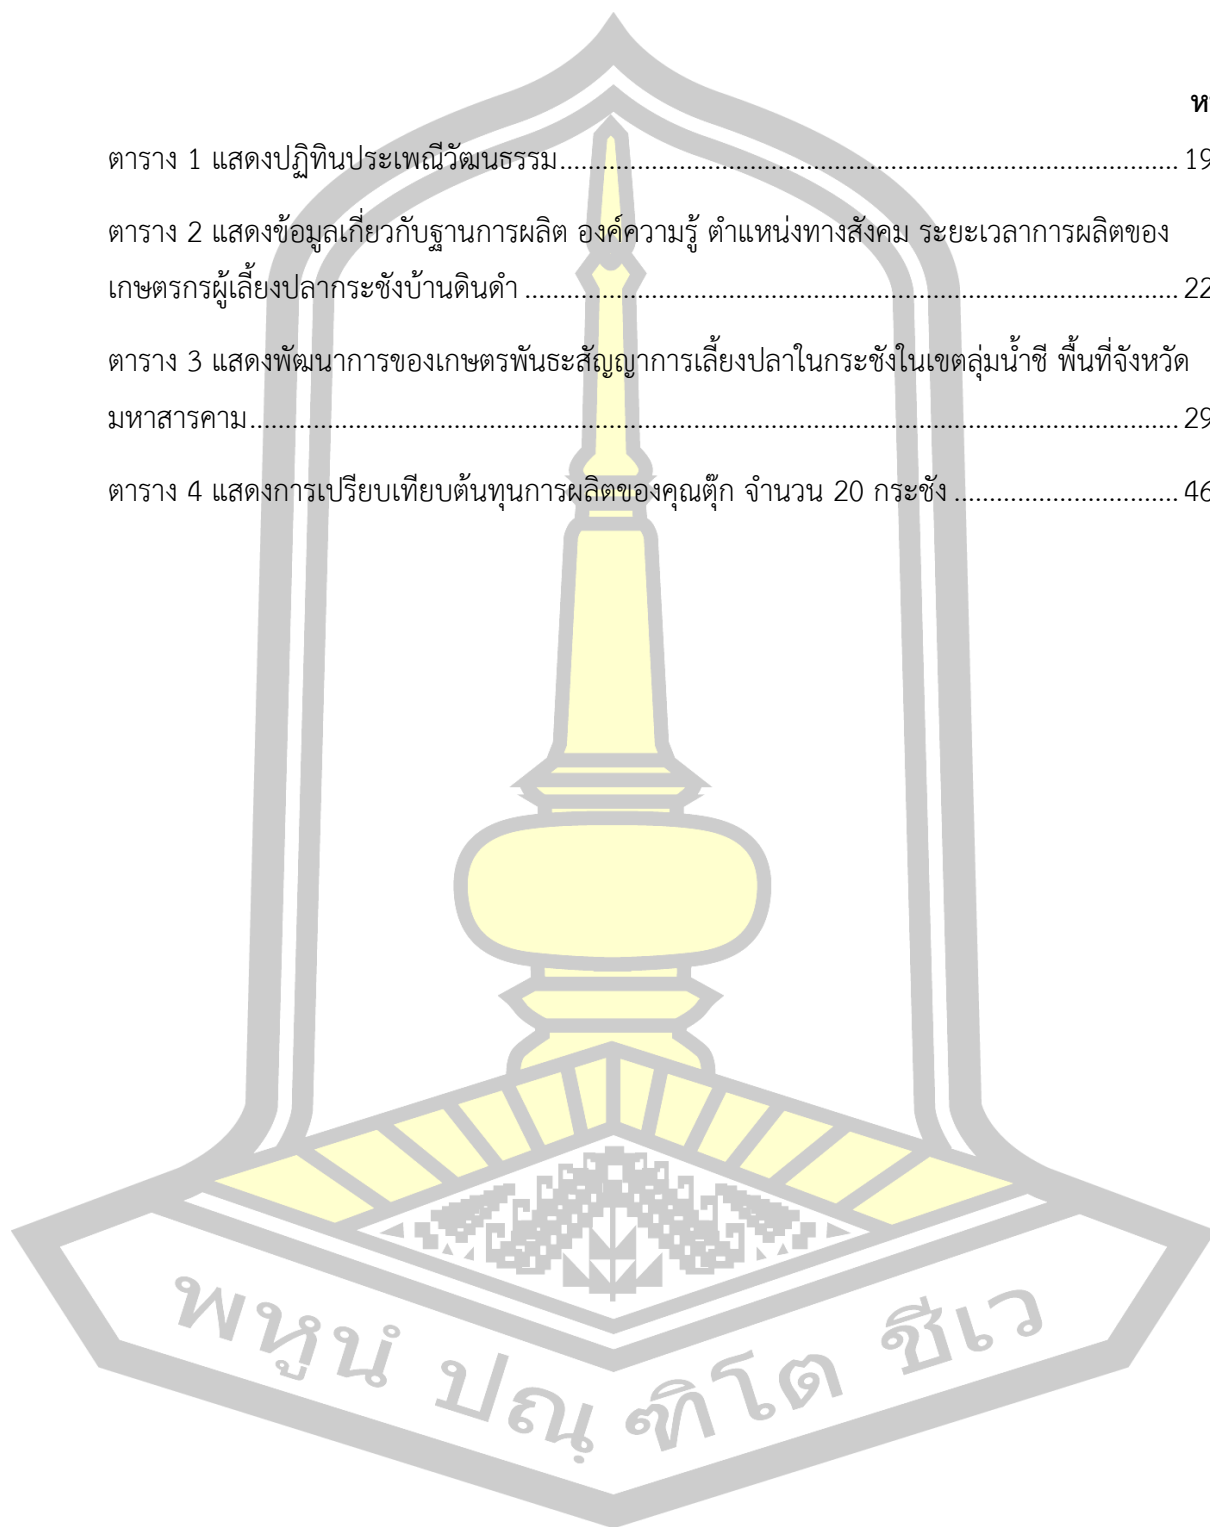 ตาราง 1 แสดงปฏิทินประเพณีวัฒนธรรม.......................................................................... 19
ตาราง 2 แสดงข้อมูลเกี่ยวกับฐานการผลิต องค์ความรู้ ตำแหน่งทางสังคม ระยะเวลาการผลิตของ
เกษตรกรผู้เลี้ยงปลากระชังบ้านดินดำ .............................................................................. 22
ตาราง 3 แสดงพัฒนาการของเกษตรพันธะสัญญาการเลี้ยงปลาในกระชังในเขตลุ่มน้ำชี พื้นที่จังหวัด
มหาสารคาม.......................................................................................................... 29
ตาราง 4 แสดงการเปรียบเทียบต้นทุนการผลิตของคุณตุ๊ก จำนวน 20 กระชัง .............................. 46
พหูนํ ปณฺฑิโต ชีเว